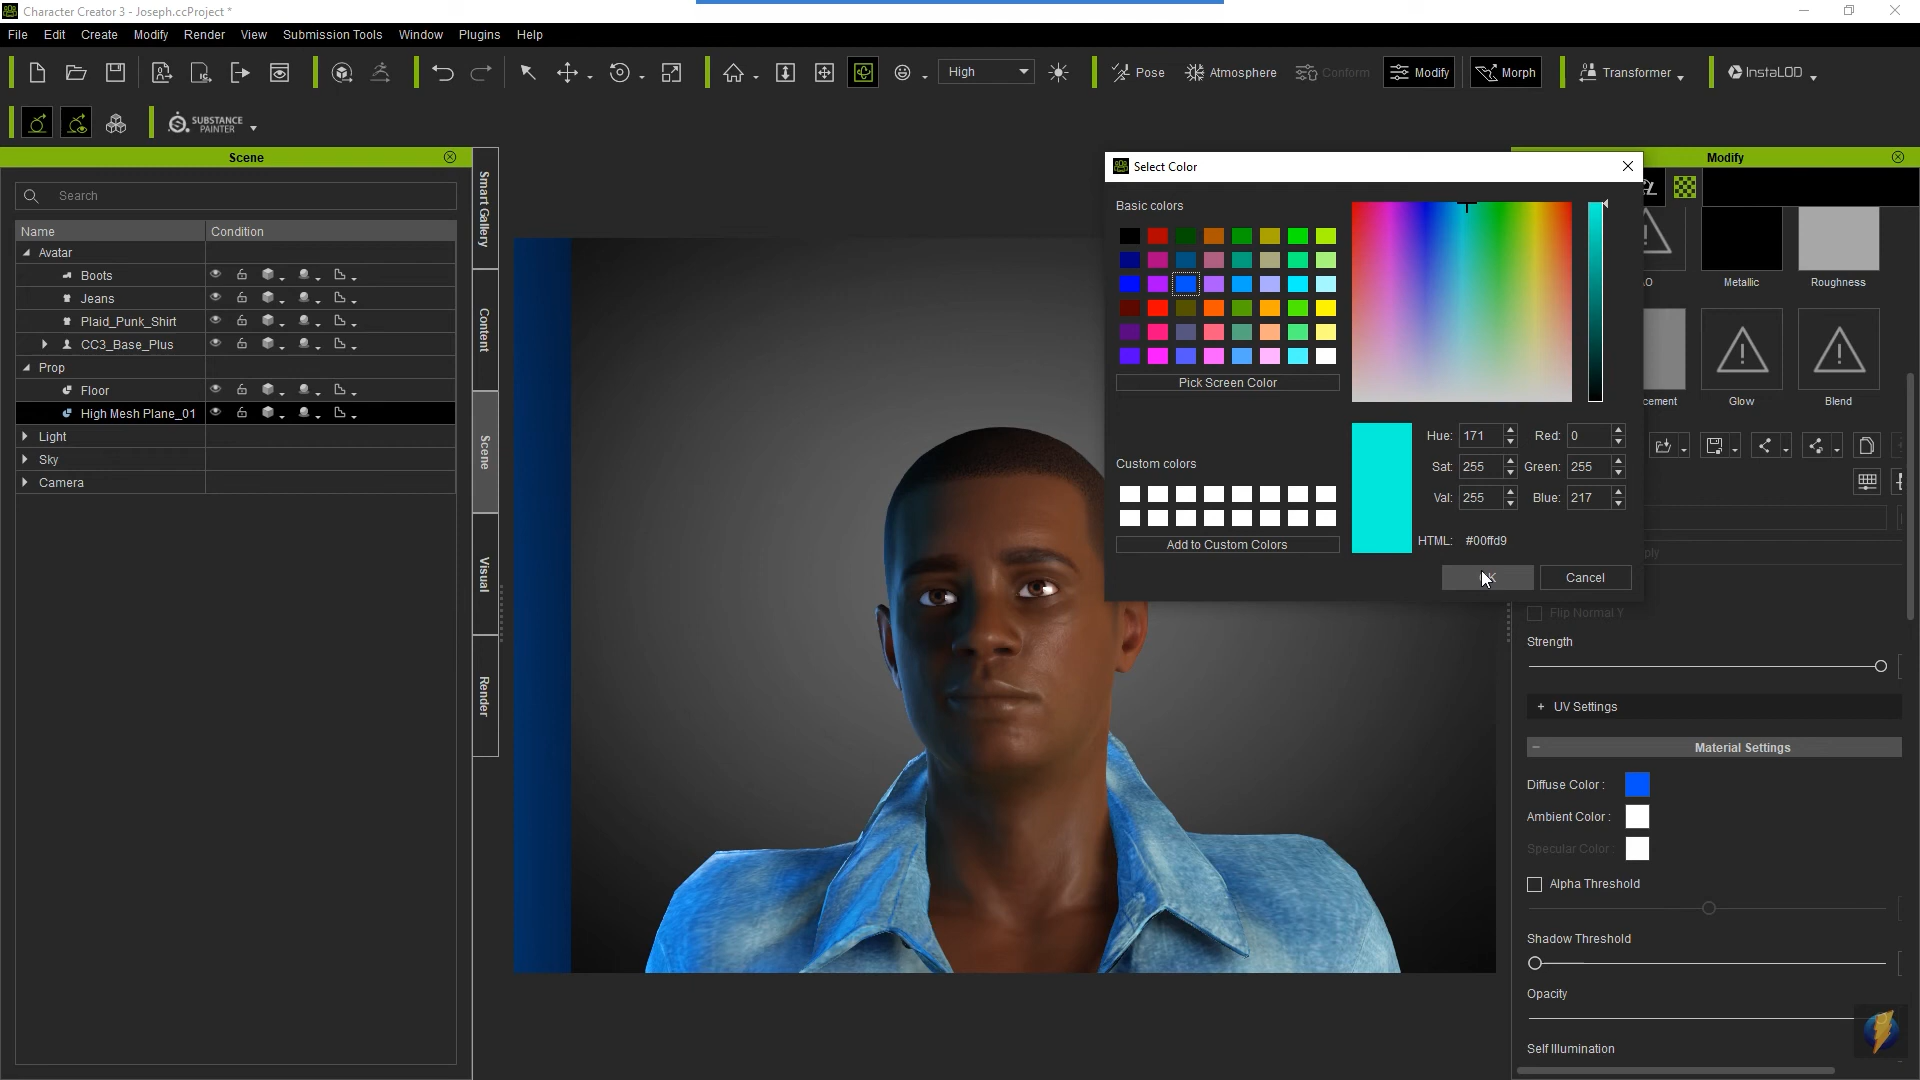 Character Creator 3 - Joseph.ccProject *
File Edit Create Modify Render View Submission Tools Window Plugins Help
High Pose Atmosphere Conform Modify Morph Transformer InstaLOD
SUBSTANCE PAINTER
Scene
Search
Name Condition
Avatar
Boots
Jeans
Plaid_Punk_Shirt
CC3_Base_Plus
Prop
Floor
High Mesh Plane_01
Light
Sky
Camera
Smart Gallery
Content
Scene
Visual
Render
Select Color
Basic colors
Pick Screen Color
Custom colors
Add to Custom Colors
Hue: 171 Red: 0
Sat: 255 Green: 255
Val: 255 Blue: 217
HTML: #00ffd9
Cancel
Modify
Metallic Roughness
Glow Blend
Flip Normal Y
Strength
+ UV Settings
Material Settings
Diffuse Color :
Ambient Color :
Specular Color :
Alpha Threshold
Shadow Threshold
Opacity
Self Illumination